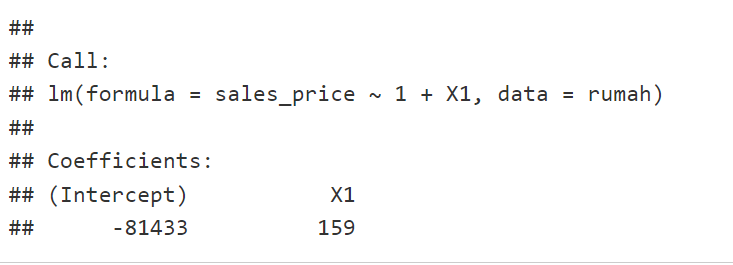 ##
## Call:
## lm(formula = sales_price ~ 1 + X1, data = rumah)
##
## Coefficients:
## (Intercept)           X1
##      -81433          159